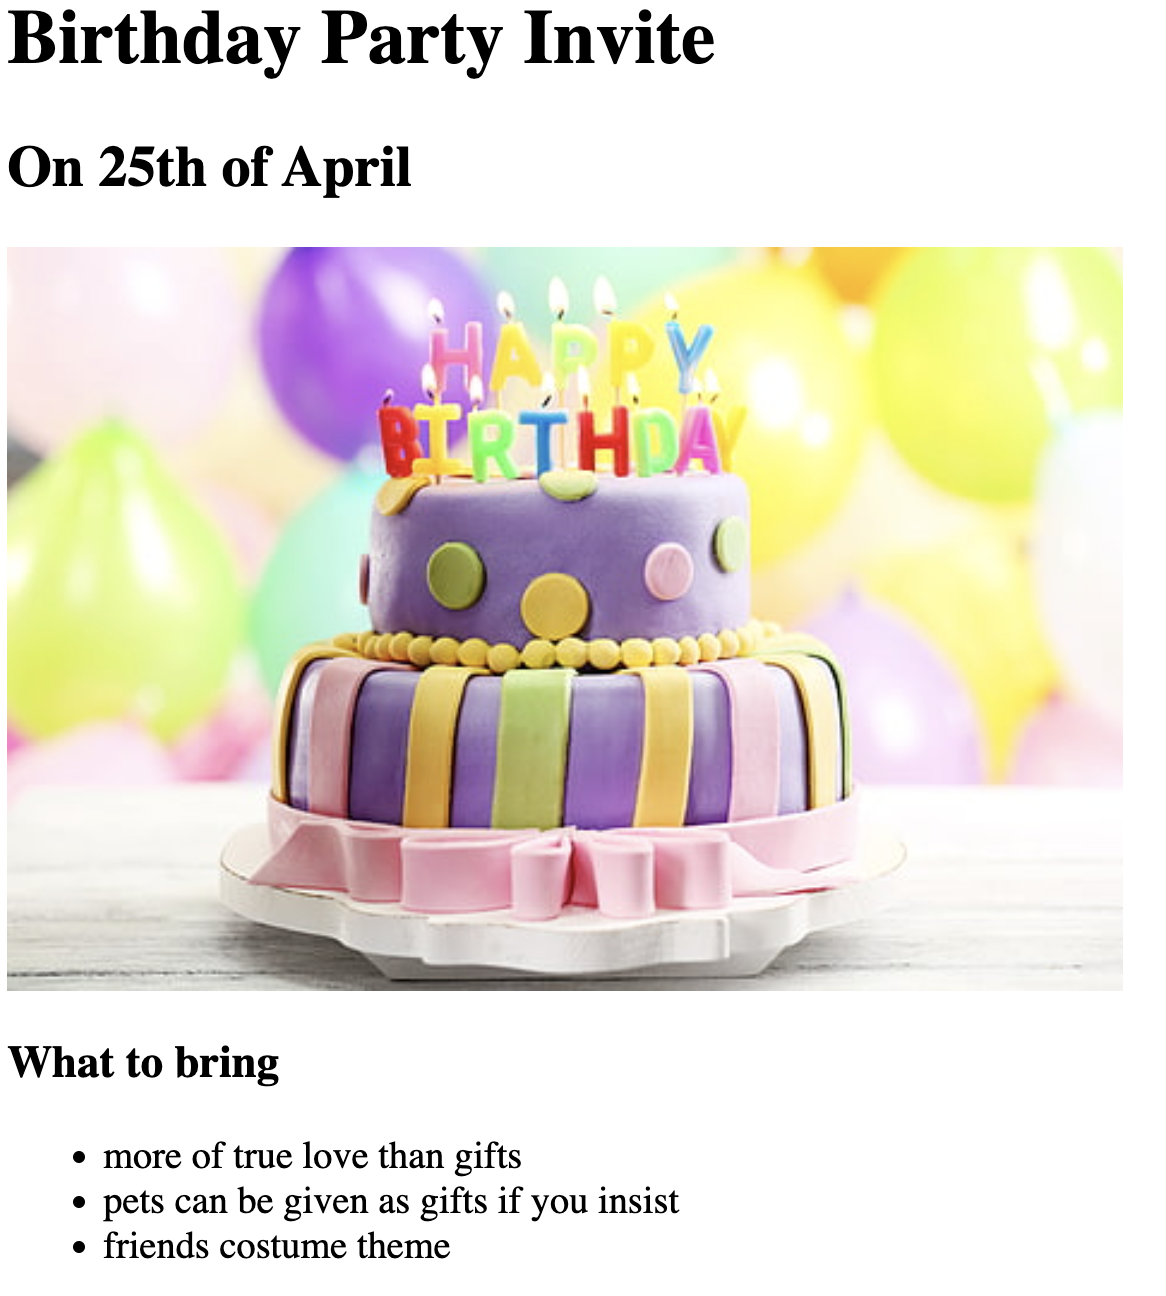 Birthday Party Invite
On 25th of April
HAPPY
BIRTHDAY
What to bring
more of true love than gifts
pets can be given as gifts if you insist
friends costume theme